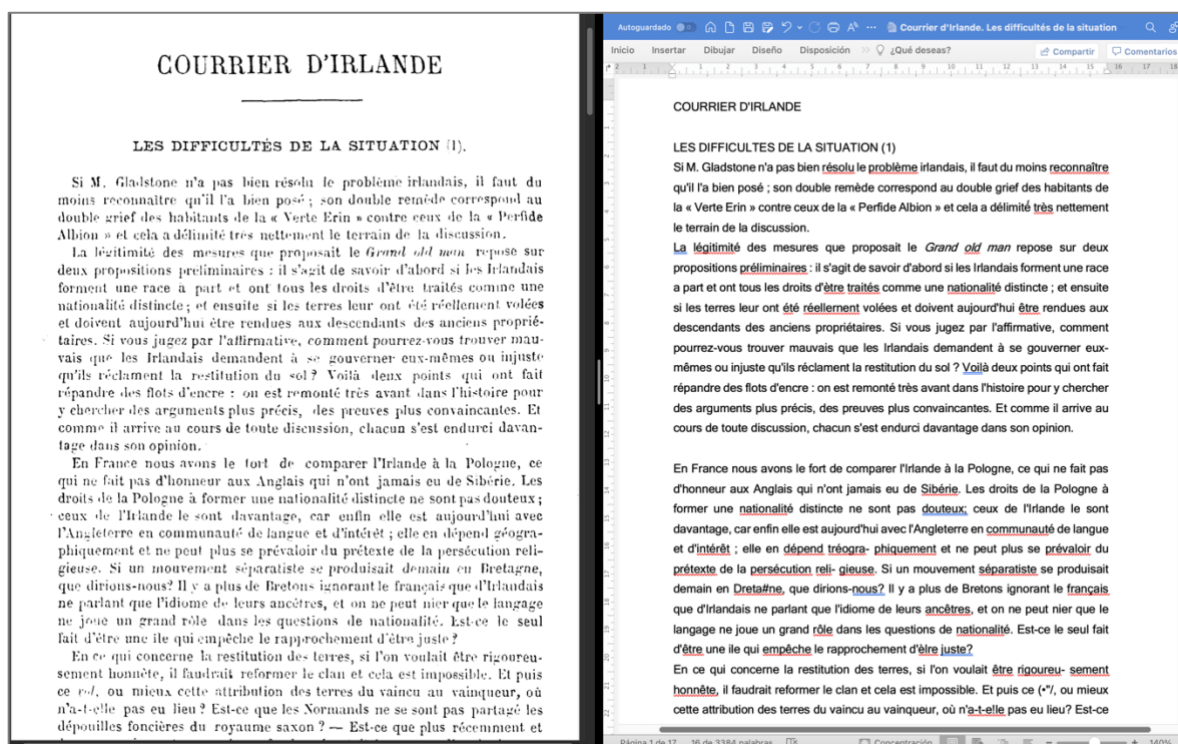 COURRIER D'IRLANDE
LES DIFFICULTÉS DE LA SITUATION (1).
Si M. Gladstone n'a pas bien résolu le problème irlandais, il faut du
moins reconnaître qu'il l'a bien posé ; son double remède correspond au
double grief des habitants de la « Verte Erin » contre ceux de la « Perfide
Albion » et cela a délimité très nettement le terrain de la discussion.
La légitimité des mesures que proposait le Grand old man repose sur
deux propositions préliminaires : il s'agit de savoir d'abord si les Irlandais
forment une race à part et ont tous les droits d'être traités comme une
nationalité distincte ; et ensuite si les terres leur ont été réellement volées
et doivent aujourd'hui être rendues aux descendants des anciens proprié-
taires. Si vous jugez par l'affirmative, comment pourrez-vous trouver mau-
vais que les Irlandais demandent à se gouverner eux-mêmes ou injuste
qu'ils réclament la restitution du sol ? Voilà deux points qui ont fait
répandre des flots d'encre : on est remonté très avant dans l'histoire pour
y chercher des arguments plus précis, des preuves plus convaincantes. Et
comme il arrive au cours de toute discussion, chacun s'est endurci davan-
tage dans son opinion.
En France nous avons le tort de comparer l'Irlande à la Pologne, ce
qui ne fait pas d'honneur aux Anglais qui n'ont jamais eu de Sibérie. Les
droits de la Pologne à former une nationalité distincte ne sont pas douteux ;
ceux de l'Irlande le sont davantage, car enfin elle est aujourd'hui avec
l'Angleterre en communauté de langue et d'intérêt ; elle en dépend géogra-
phiquement et ne peut plus se prévaloir du prétexte de la persécution reli-
gieuse. Si un mouvement séparatiste se produisait demain en Bretagne,
que dirions-nous? Il y a plus de Bretons ignorant le français que d'Irlandais
ne parlant que l'idiome de leurs ancêtres, et on ne peut nier que le langage
ne joue un grand rôle dans les questions de nationalité. Est-ce le seul
fait d'être une ile qui empêche le rapprochement d'être juste ?
En ce qui concerne la restitution des terres, si l'on voulait être rigoureu-
sement honnête, il faudrait reformer le clan et cela est impossible. Et puis
ce vol, ou mieux cette attribution des terres du vaincu au vainqueur, où
n'a-t-elle pas eu lieu ? Est-ce que les Normands ne se sont pas partagé les
dépouilles foncières du royaume saxon ? — Est-ce que plus récemment et
Autoguardado
Courrier d'Irlande. Les difficultés de la situation
Inicio Insertar Dibujar Diseño Disposición ¿Qué deseas? Compartir Comentarios
2 1 1 2 3 4 5 6 7 8 9 10 11 12 13 14 15 16 17 18
COURRIER D'IRLANDE
LES DIFFICULTES DE LA SITUATION (1)
Si M. Gladstone n'a pas bien résolu le problème irlandais, il faut du moins reconnaître
qu'il l'a bien posé ; son double remède correspond au double grief des habitants de
la « Verte Erin » contre ceux de la « Perfide Albion » et cela a délimité très nettement
le terrain de la discussion.
La légitimité des mesures que proposait le Grand old man repose sur deux
propositions préliminaires : il s'agit de savoir d'abord si les Irlandais forment une race
a part et ont tous les droits d'ètre traités comme une nationalité distincte ; et ensuite
si les terres leur ont été réellement volées et doivent aujourd'hui être rendues aux
descendants des anciens propriétaires. Si vous jugez par l'affirmative, comment
pourrez-vous trouver mauvais que les Irlandais demandent à se gouverner eux-
mêmes ou injuste qu'ils réclament la restitution du sol ? Voilà deux points qui ont fait
répandre des flots d'encre : on est remonté très avant dans l'histoire pour y chercher
des arguments plus précis, des preuves plus convaincantes. Et comme il arrive au
cours de toute discussion, chacun s'est endurci davantage dans son opinion.
En France nous avons le fort de comparer l'Irlande à la Pologne, ce qui ne fait pas
d'honneur aux Anglais qui n'ont jamais eu de Sibérie. Les droits de la Pologne à
former une nationalité distincte ne sont pas douteux; ceux de l'Irlande le sont
davantage, car enfin elle est aujourd'hui avec l'Angleterre en communauté de langue
et d'intérêt ; elle en dépend tréogra- phiquement et ne peut plus se prévaloir du
prétexte de la persécution reli- gieuse. Si un mouvement séparatiste se produisait
demain en Dreta#ne, que dirions-nous? Il y a plus de Bretons ignorant le français
que d'Irlandais ne parlant que l'idiome de leurs ancêtres, et on ne peut nier que le
langage ne joue un grand rôle dans les questions de nationalité. Est-ce le seul fait
d'être une ile qui empêche le rapprochement d'èlre juste?
En ce qui concerne la restitution des terres, si l'on voulait être rigoureu- sement
honnête, il faudrait reformer le clan et cela est impossible. Et puis ce (•"/, ou mieux
cette attribution des terres du vaincu au vainqueur, où n'a-t-elle pas eu lieu? Est-ce
Página 1 de 17 16 de 3384 palabras Concentración 140%